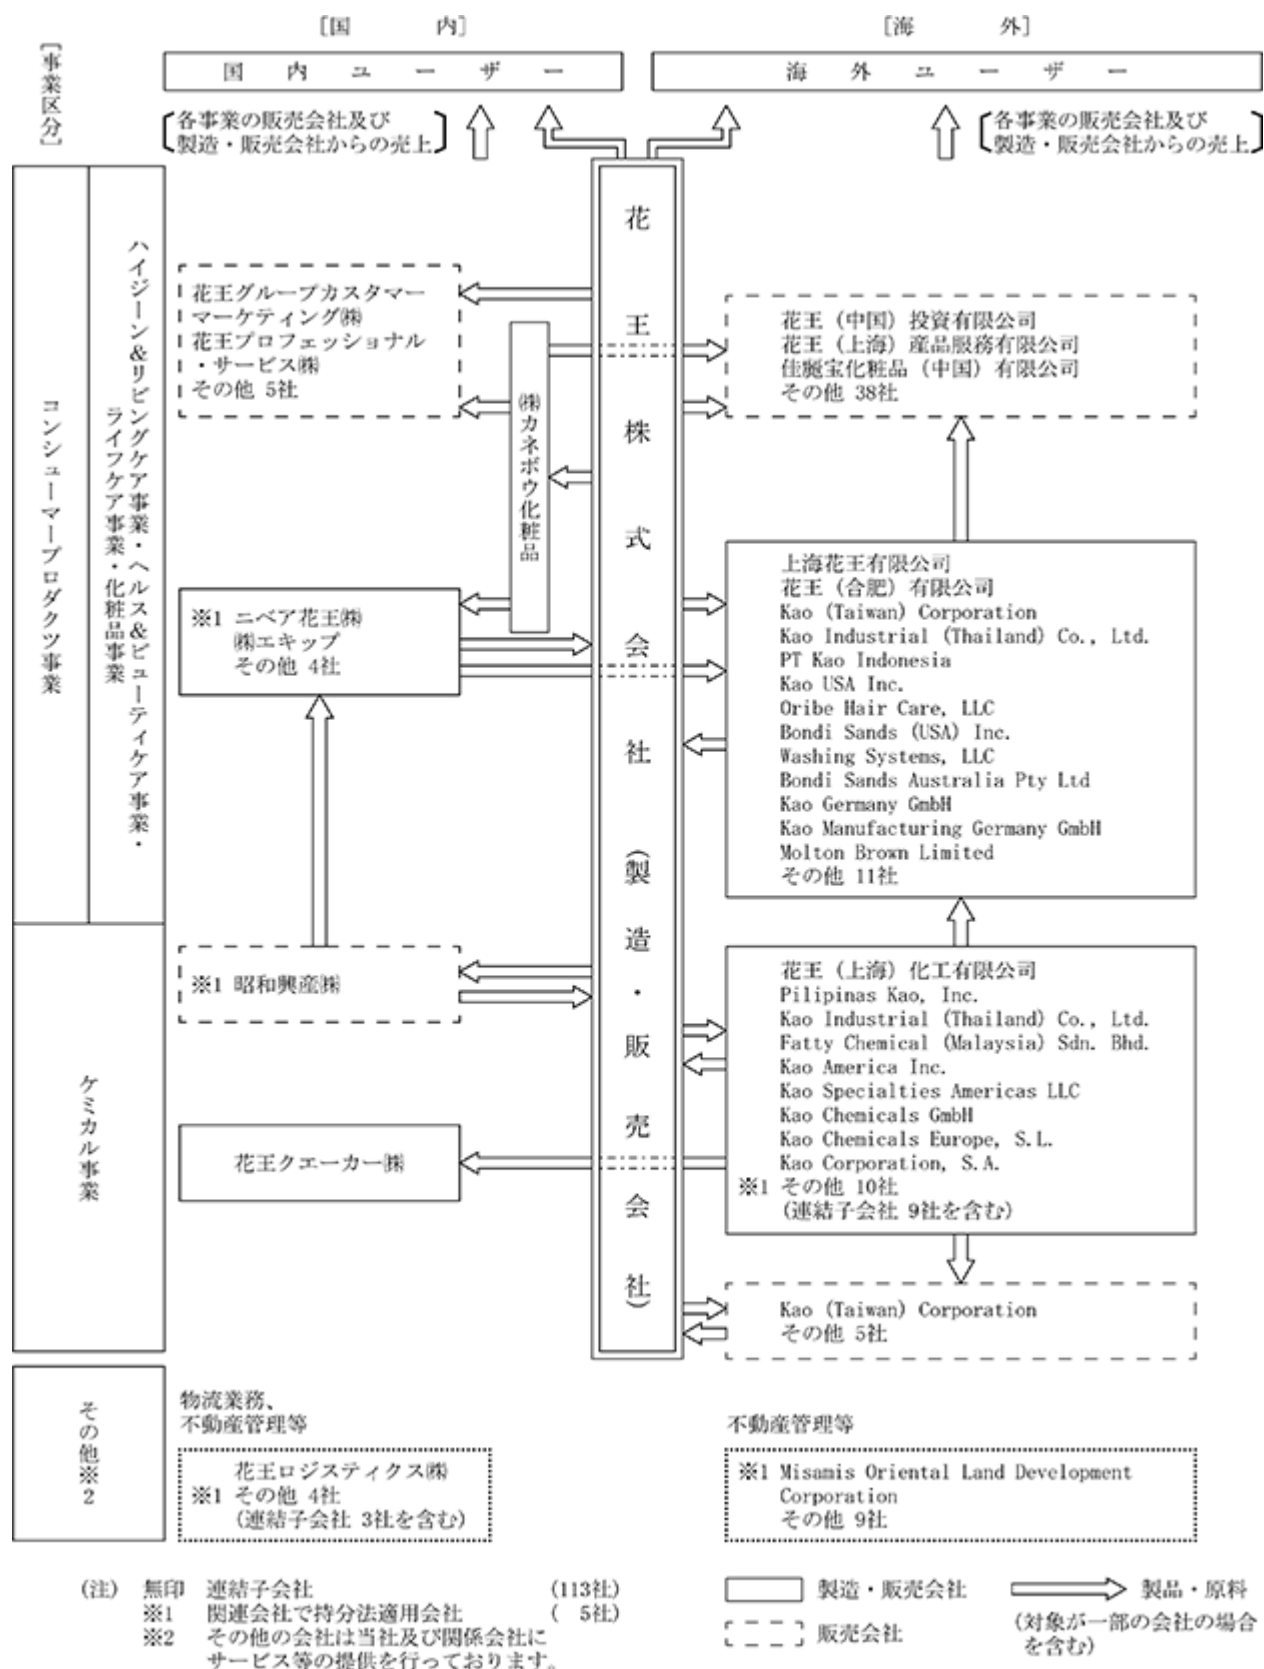 [国　　　内]
[海　　　外]
[事業区分]
国　内　ユ　ー　ザ　ー
海　外　ユ　ー　ザ　ー
各事業の販売会社及び
製造・販売会社からの売上
各事業の販売会社及び
製造・販売会社からの売上
コンシューマープロダクツ事業
ハイジーン&リビングケア事業・ヘルス&ビューティケア事業・
ライフケア事業・化粧品事業
花王グループカスタマー
マーケティング㈱
花王プロフェッショナル
・サービス㈱
その他 5社
㈱カネボウ化粧品
花王株式会社（製造・販売会社）
花王（中国）投資有限公司
花王（上海）産品服務有限公司
佳麗宝化粧品（中国）有限公司
その他 38社
※1 ニベア花王㈱
㈱エキップ
その他 4社
上海花王有限公司
花王（合肥）有限公司
Kao (Taiwan) Corporation
Kao Industrial (Thailand) Co., Ltd.
PT Kao Indonesia
Kao USA Inc.
Oribe Hair Care, LLC
Bondi Sands (USA) Inc.
Washing Systems, LLC
Bondi Sands Australia Pty Ltd
Kao Germany GmbH
Kao Manufacturing Germany GmbH
Molton Brown Limited
その他 11社
ケミカル事業
※1 昭和興産㈱
花王クエーカー㈱
花王（上海）化工有限公司
Pilipinas Kao, Inc.
Kao Industrial (Thailand) Co., Ltd.
Fatty Chemical (Malaysia) Sdn. Bhd.
Kao America Inc.
Kao Specialties Americas LLC
Kao Chemicals GmbH
Kao Chemicals Europe, S.L.
Kao Corporation, S.A.
※1 その他 10社
(連結子会社 9社を含む)
Kao (Taiwan) Corporation
その他 5社
その他※2
物流業務、
不動産管理等
花王ロジスティクス㈱
※1 その他 4社
(連結子会社 3社を含む)
不動産管理等
※1 Misamis Oriental Land Development
Corporation
その他 9社
(注)　無印　連結子会社　(113社)
※1　関連会社で持分法適用会社　(　5社)
※2　その他の会社は当社及び関係会社に
サービス等の提供を行っております。
製造・販売会社
販売会社
製品・原料
(対象が一部の会社の場合
を含む)